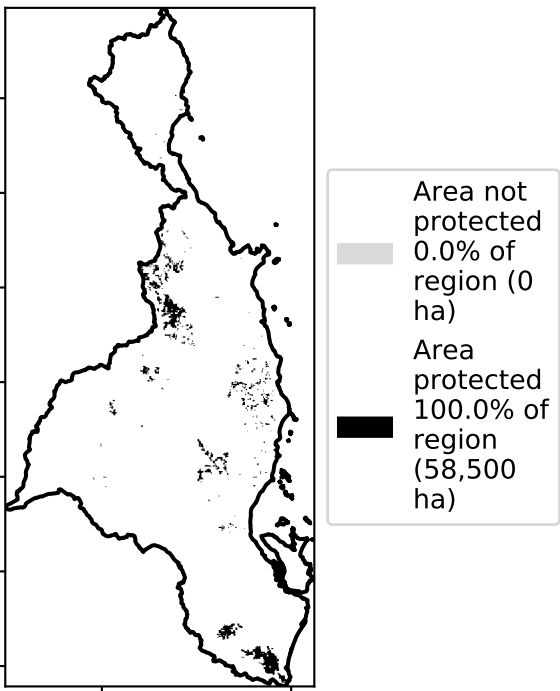 Area not
protected
0.0% of
region (0
ha)
Area
protected
100.0% of
region
(58,500
ha)